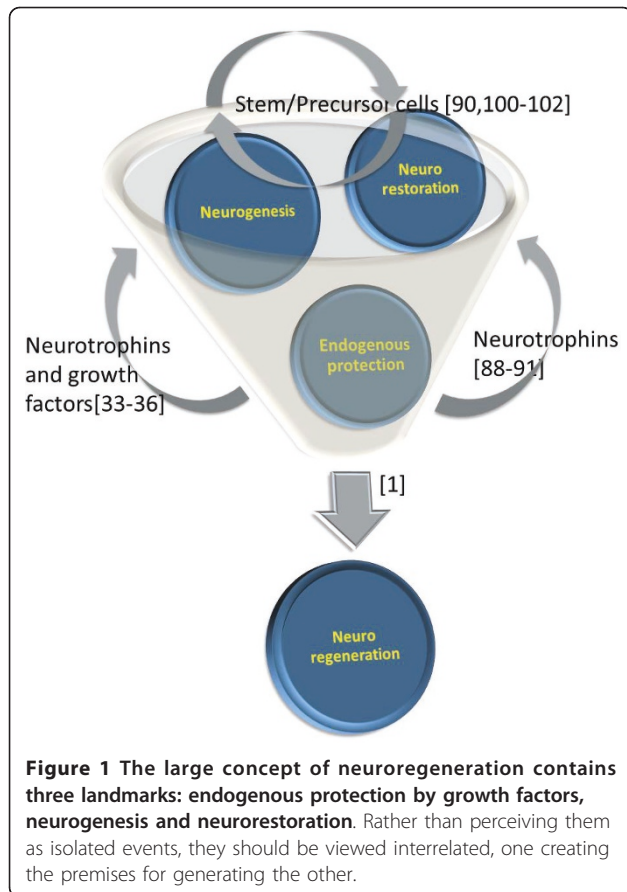 Stem/Precursor cells [90,100-102]
Neuro
restoration
Neurogenesis
Endogenous
protection
Neurotrophins
and growth
factors[33-36]
Neurotrophins
[88-91]
[1]
Neuro
regeneration
Figure 1 The large concept of neuroregeneration contains
three landmarks: endogenous protection by growth factors,
neurogenesis and neurorestoration. Rather than perceiving them
as isolated events, they should be viewed interrelated, one creating
the premises for generating the other.